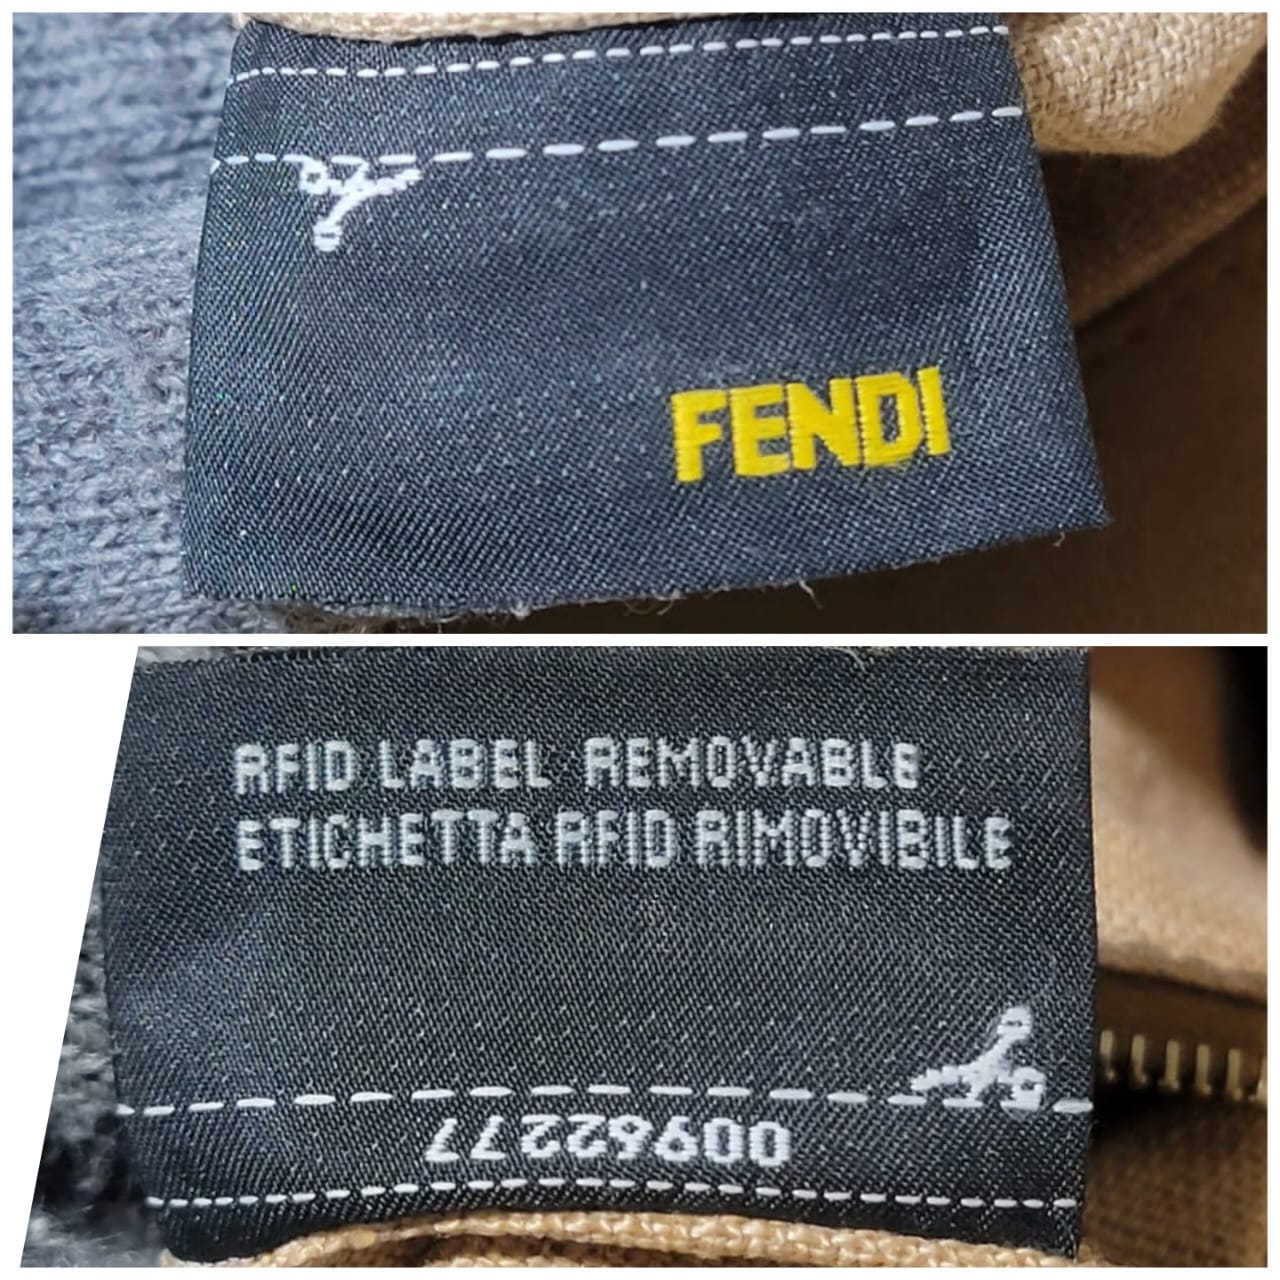 FENDI
RFID LABEL REMOVABLE
ETICHETTA RFID RIMOVIBILE
00962277